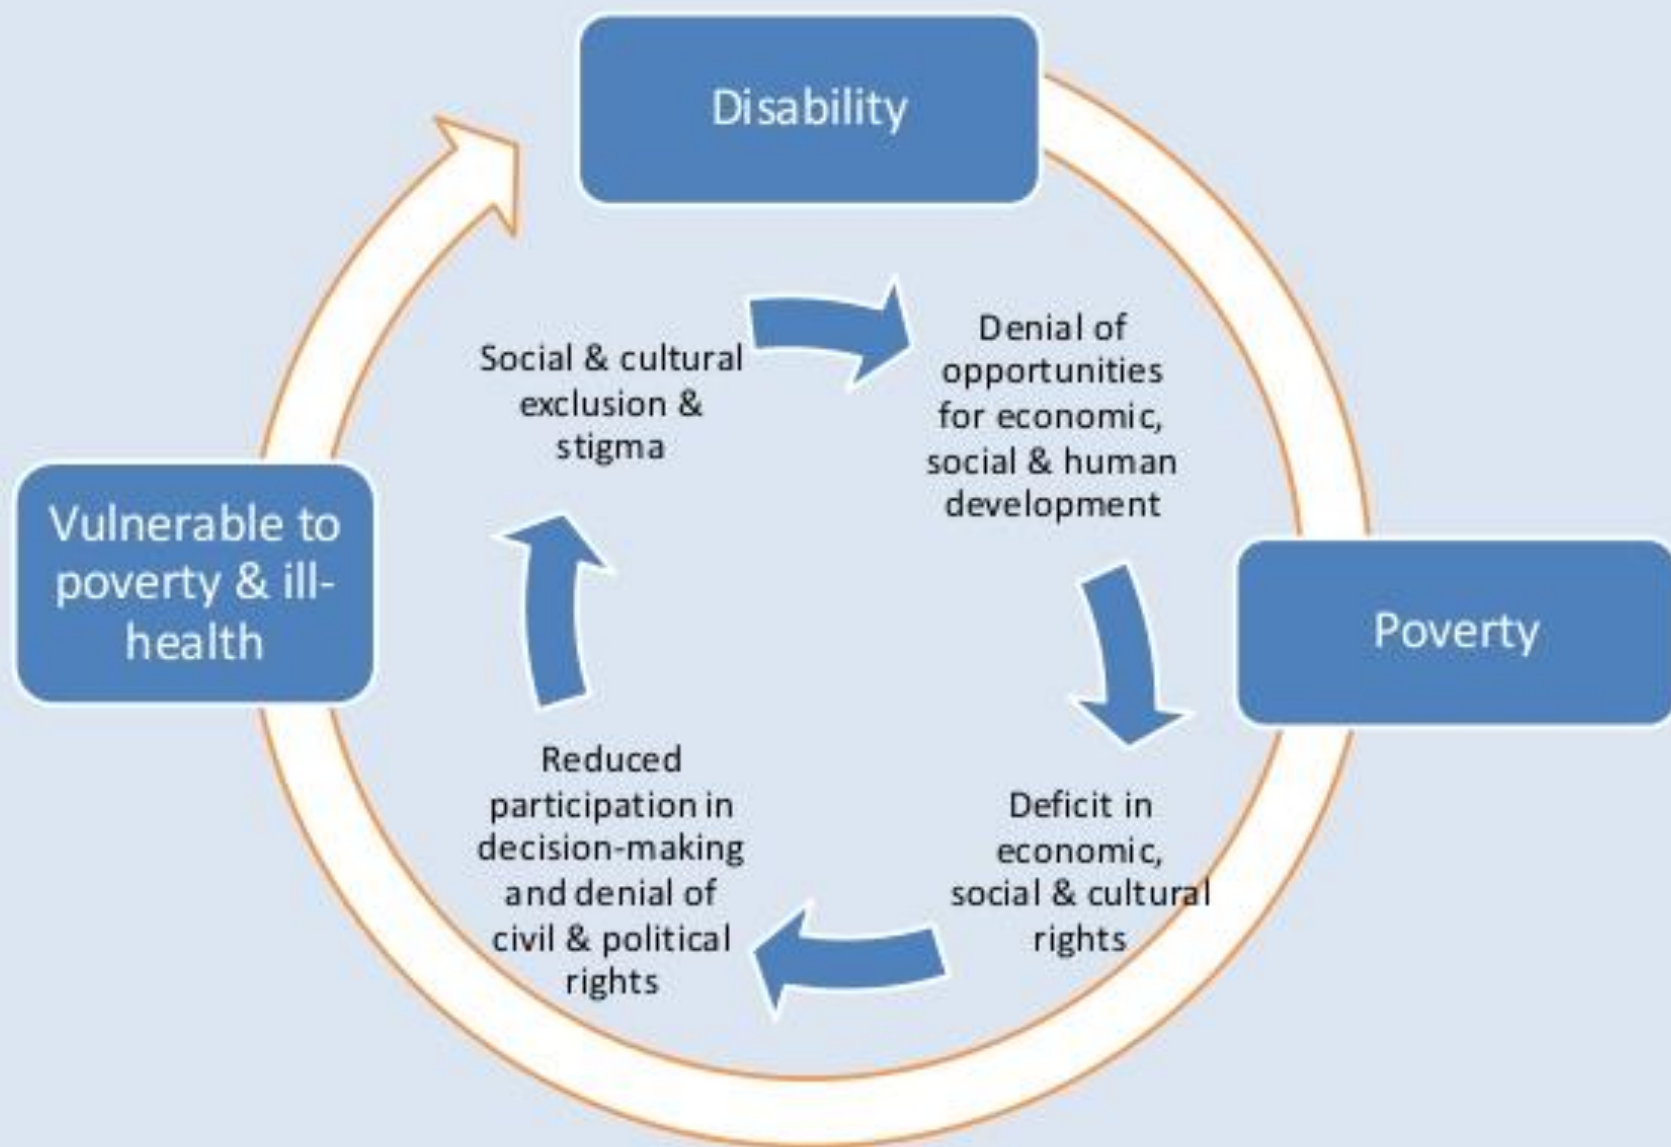 Disability
Social & cultural
exclusion &
stigma
Denial of
opportunities
for economic,
social & human
development
Vulnerable to
poverty & ill-
health
Poverty
Reduced
participation in
decision-making
and denial of
civil & political
rights
Deficit in
economic,
social & cultural
rights